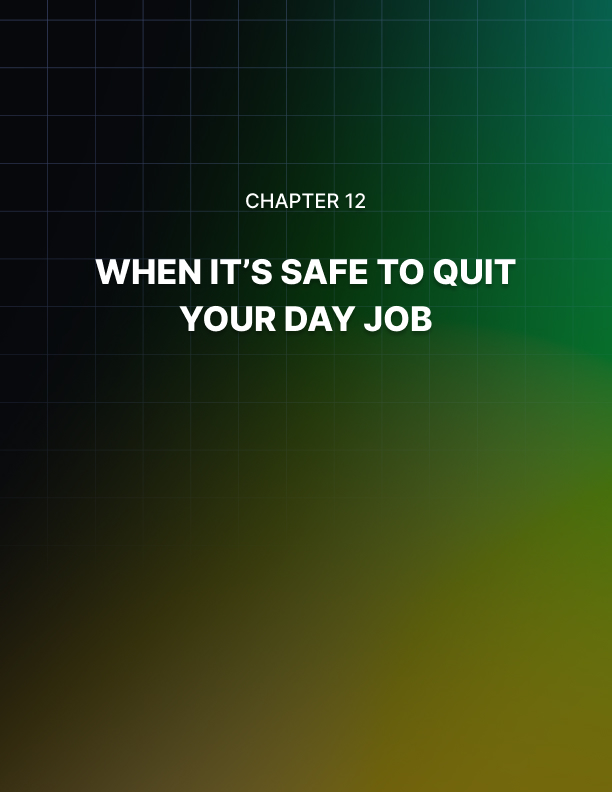 CHAPTER 12
WHEN IT’S SAFE TO QUIT
YOUR DAY JOB